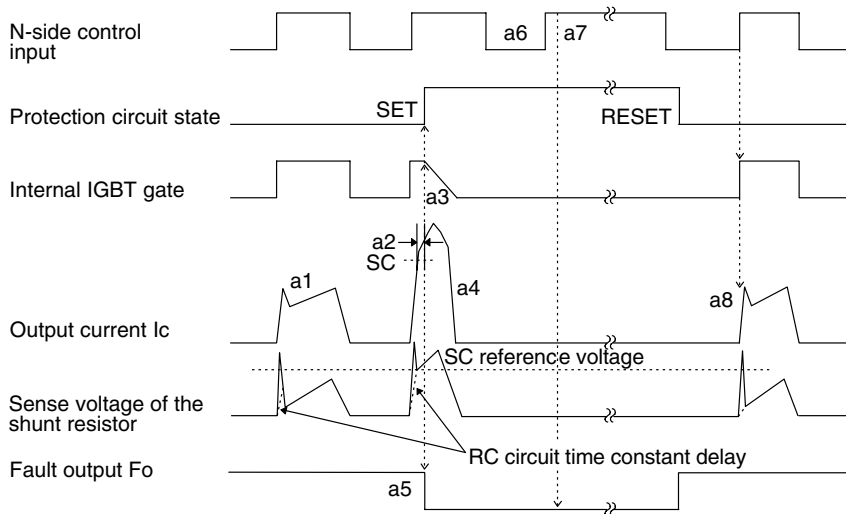 N-side control
input
a6
a7
Protection circuit state
SET
RESET
Internal IGBT gate
a3
a2
SC
a1
a4
a8
Output current Ic
SC reference voltage
Sense voltage of the
shunt resistor
RC circuit time constant delay
Fault output Fo
a5